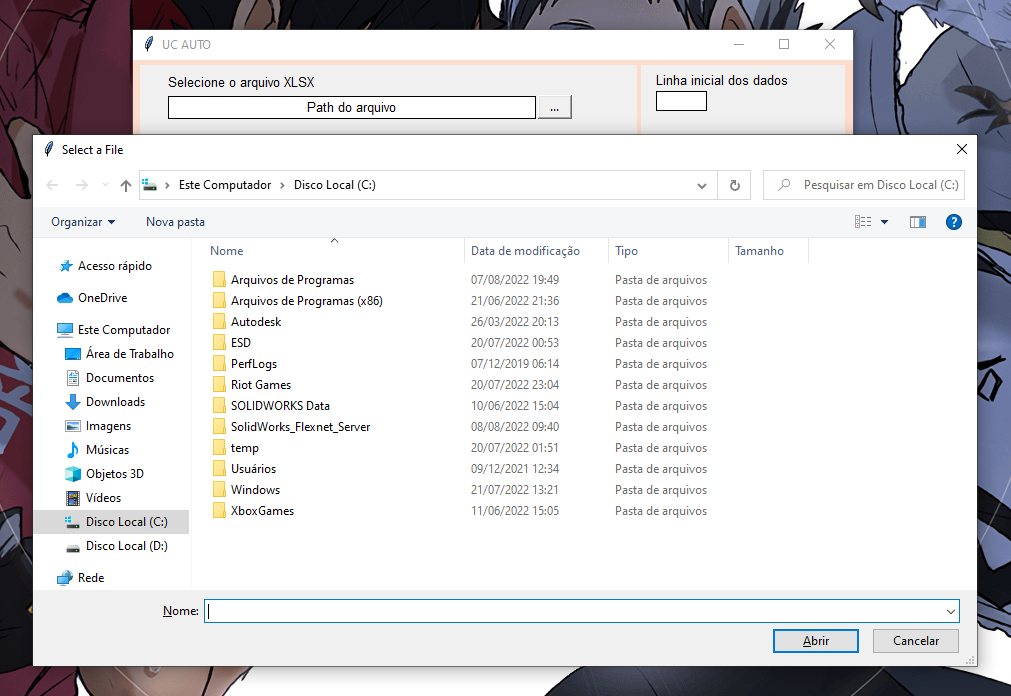 UC AUTO
Selecione o arquivo XLSX
Linha inicial dos dados
Path do arquivo
...
Select a File
Este Computador
Disco Local (C:)
Pesquisar em Disco Local (C:)
Organizar
Nova pasta
?
Nome
Data de modificação
Tipo
Tamanho
Acesso rápido
OneDrive
Este Computador
Área de Trabalho
Documentos
Downloads
Imagens
Músicas
Objetos 3D
Vídeos
Disco Local (C:)
Disco Local (D:)
Rede
Arquivos de Programas 07/08/2022 19:49 Pasta de arquivos
Arquivos de Programas (x86) 21/06/2022 21:36 Pasta de arquivos
Autodesk 26/03/2022 20:13 Pasta de arquivos
ESD 20/07/2022 00:53 Pasta de arquivos
PerfLogs 07/12/2019 06:14 Pasta de arquivos
Riot Games 20/07/2022 23:04 Pasta de arquivos
SOLIDWORKS Data 10/06/2022 15:04 Pasta de arquivos
SolidWorks_Flexnet_Server 08/08/2022 09:40 Pasta de arquivos
temp 20/07/2022 01:51 Pasta de arquivos
Usuários 09/12/2021 12:34 Pasta de arquivos
Windows 21/07/2022 13:21 Pasta de arquivos
XboxGames 11/06/2022 15:05 Pasta de arquivos
Nome:
Abrir
Cancelar